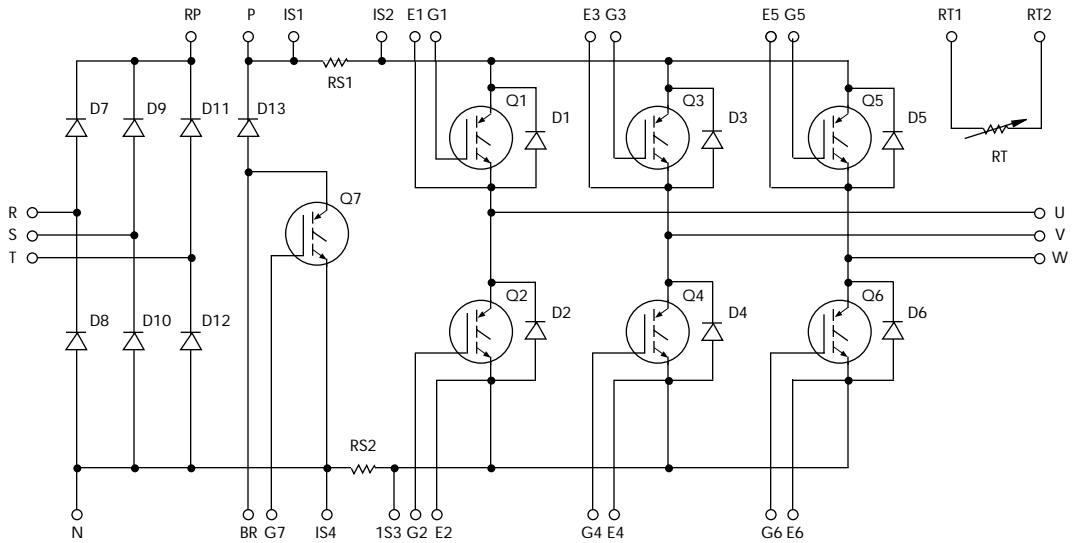 RP P IS1 IS2 E1 G1 E3 G3 E5 G5 RT1 RT2
RS1
D7 D9 D11 D13 Q1 D1 Q3 D3 Q5 D5
RT
Q7
R U
S V
T W
D8 D10 D12 Q2 D2 Q4 D4 Q6 D6
RS2
N BR G7 IS4 1S3 G2 E2 G4 E4 G6 E6